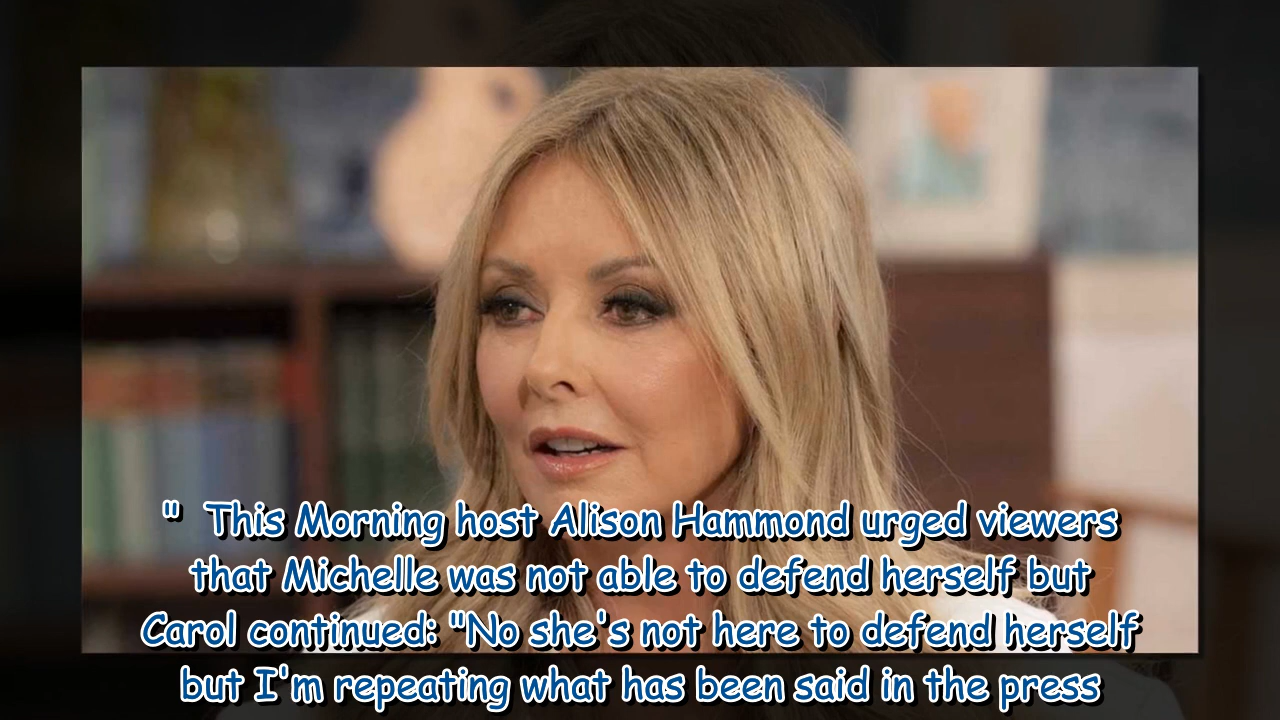 " This Morning host Alison Hammond urged viewers
that Michelle was not able to defend herself but
Carol continued: "No she's not here to defend herself
but I'm repeating what has been said in the press